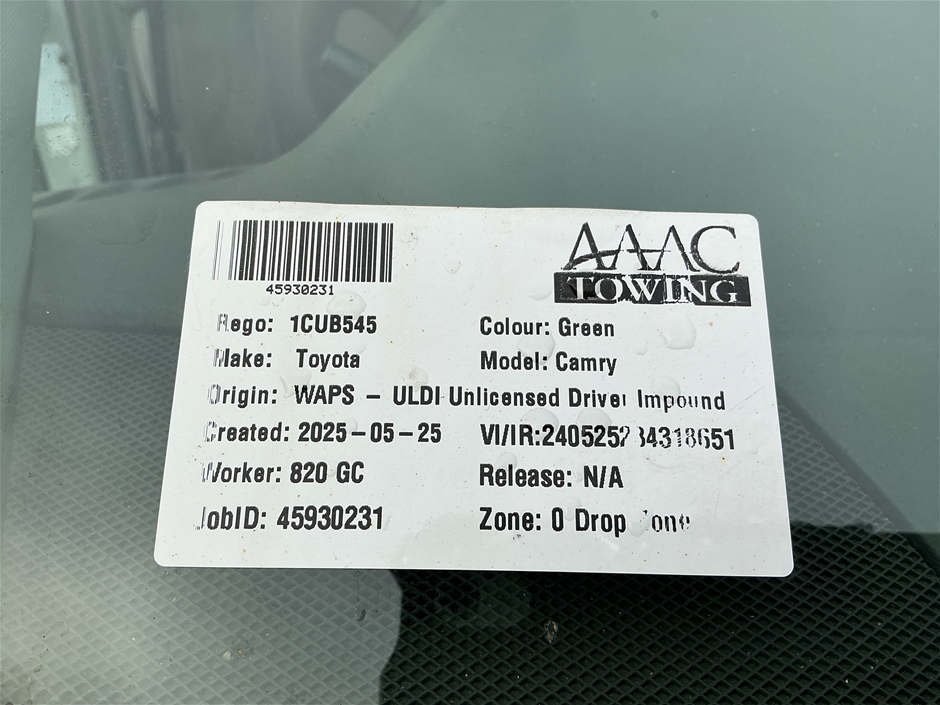 45930231
AAAC
TOWING
Rego: 1CUB545 Colour: Green
Make: Toyota Model: Camry
Origin: WAPS - ULDI Unlicensed Driver Impound
Created: 2025-05-25 VI/IR:
Worker: 820 GC Release: N/A
JobID: 45930231 Zone: 0 Drop Zone